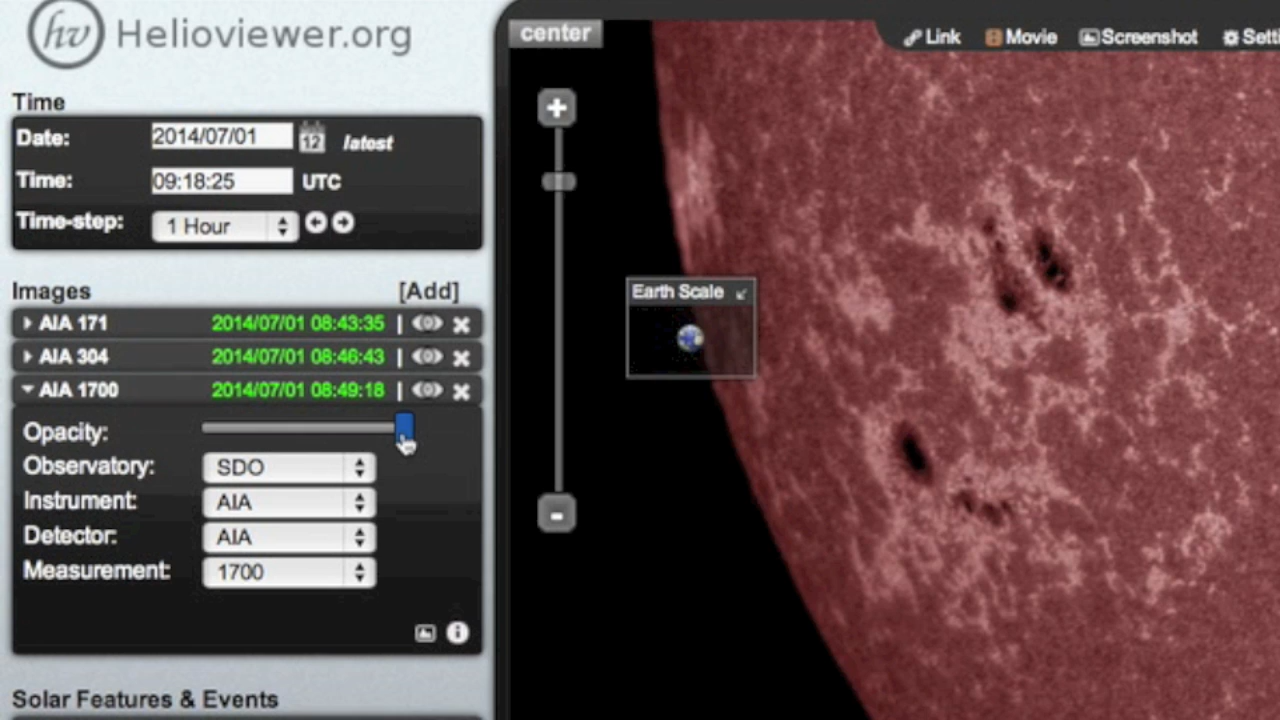 hv Helioviewer.org
center
Link Movie Screenshot
Time
Date: 2014/07/01 12 latest
Time: 09:18:25 UTC
Time-step: 1 Hour
Images [Add]
AIA 171 2014/07/01 08:43:35 |
AIA 304 2014/07/01 08:46:43 |
AIA 1700 2014/07/01 08:49:18 |
Opacity:
Observatory: SDO
Instrument: AIA
Detector: AIA
Measurement: 1700
Earth Scale
Solar Features & Events